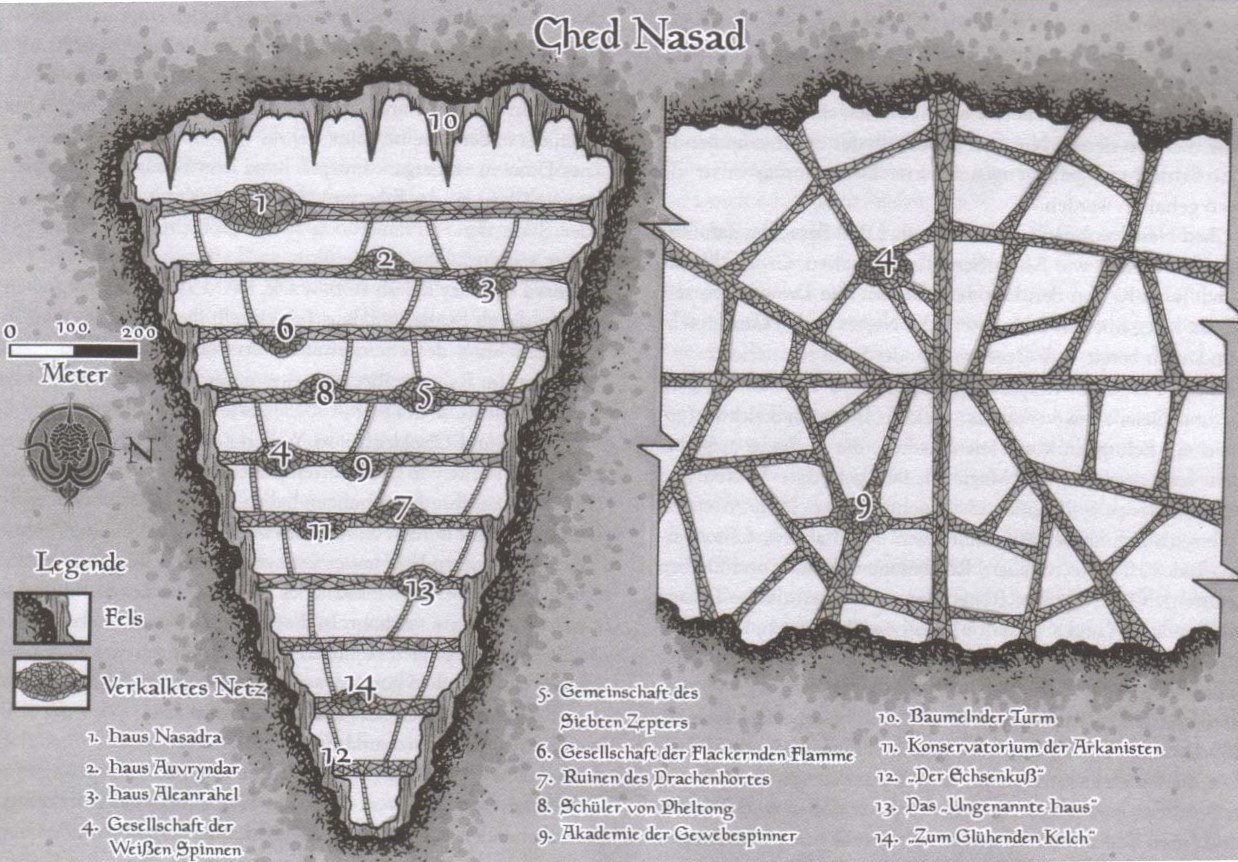 Ched Nasad
10
1
2
3
6
8
5
4
9
7
11
13
14
12
4
9
0 100 200
Meter
N
Legende
Fels
Verkalktes Netz
1. Haus Nasadra
2. Haus Auvryndar
3. Haus Aleanrahel
4. Gesellschaft der
Weißen Spinnen
5. Gemeinschaft des
Siebten Zepters
6. Gesellschaft der Flackernden Flamme
7. Ruinen des Drachenhortes
8. Schüler von Pheltong
9. Akademie der Gewebespinner
10. Baumelnder Turm
11. Konservatorium der Arkanisten
12. „Der Echsenkuß“
13. Das „Ungenannte Haus“
14. „Zum Glühenden Kelch“